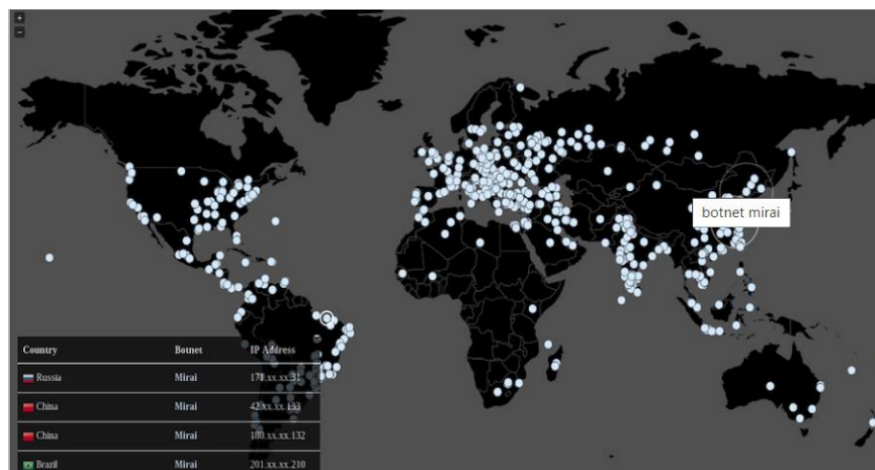 +
−
botnet mirai
Country Botnet IP Address
Russia Mirai 171.xx.xx.31
China Mirai 42.xx.xx.133
China Mirai 180.xx.xx.132
Brazil Mirai 201.xx.xx.210